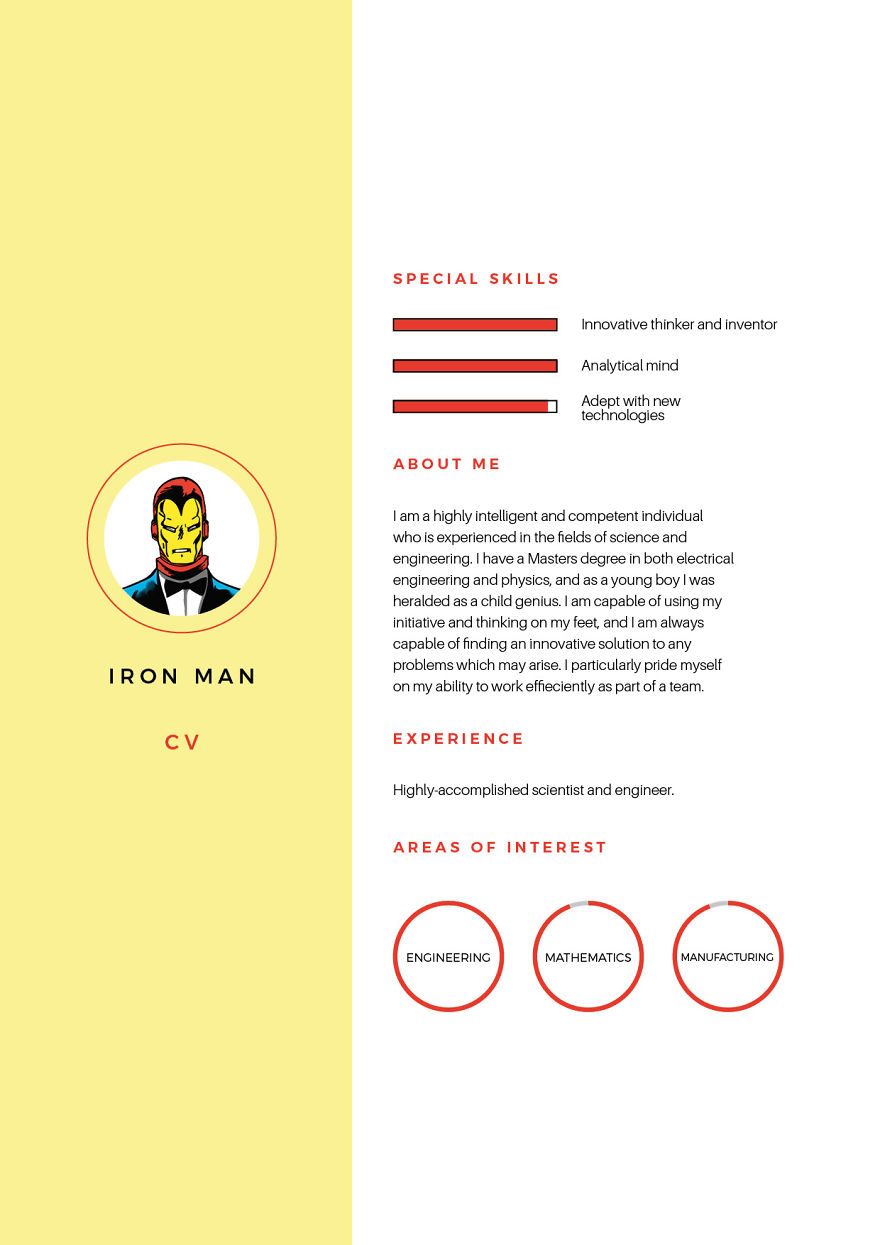 IRON MAN
CV
SPECIAL SKILLS
Innovative thinker and inventor
Analytical mind
Adept with new
technologies
ABOUT ME
I am a highly intelligent and competent individual
who is experienced in the fields of science and
engineering. I have a Masters degree in both electrical
engineering and physics, and as a young boy I was
heralded as a child genius. I am capable of using my
initiative and thinking on my feet, and I am always
capable of finding an innovative solution to any
problems which may arise. I particularly pride myself
on my ability to work effieciently as part of a team.
EXPERIENCE
Highly-accomplished scientist and engineer.
AREAS OF INTEREST
ENGINEERING
MATHEMATICS
MANUFACTURING